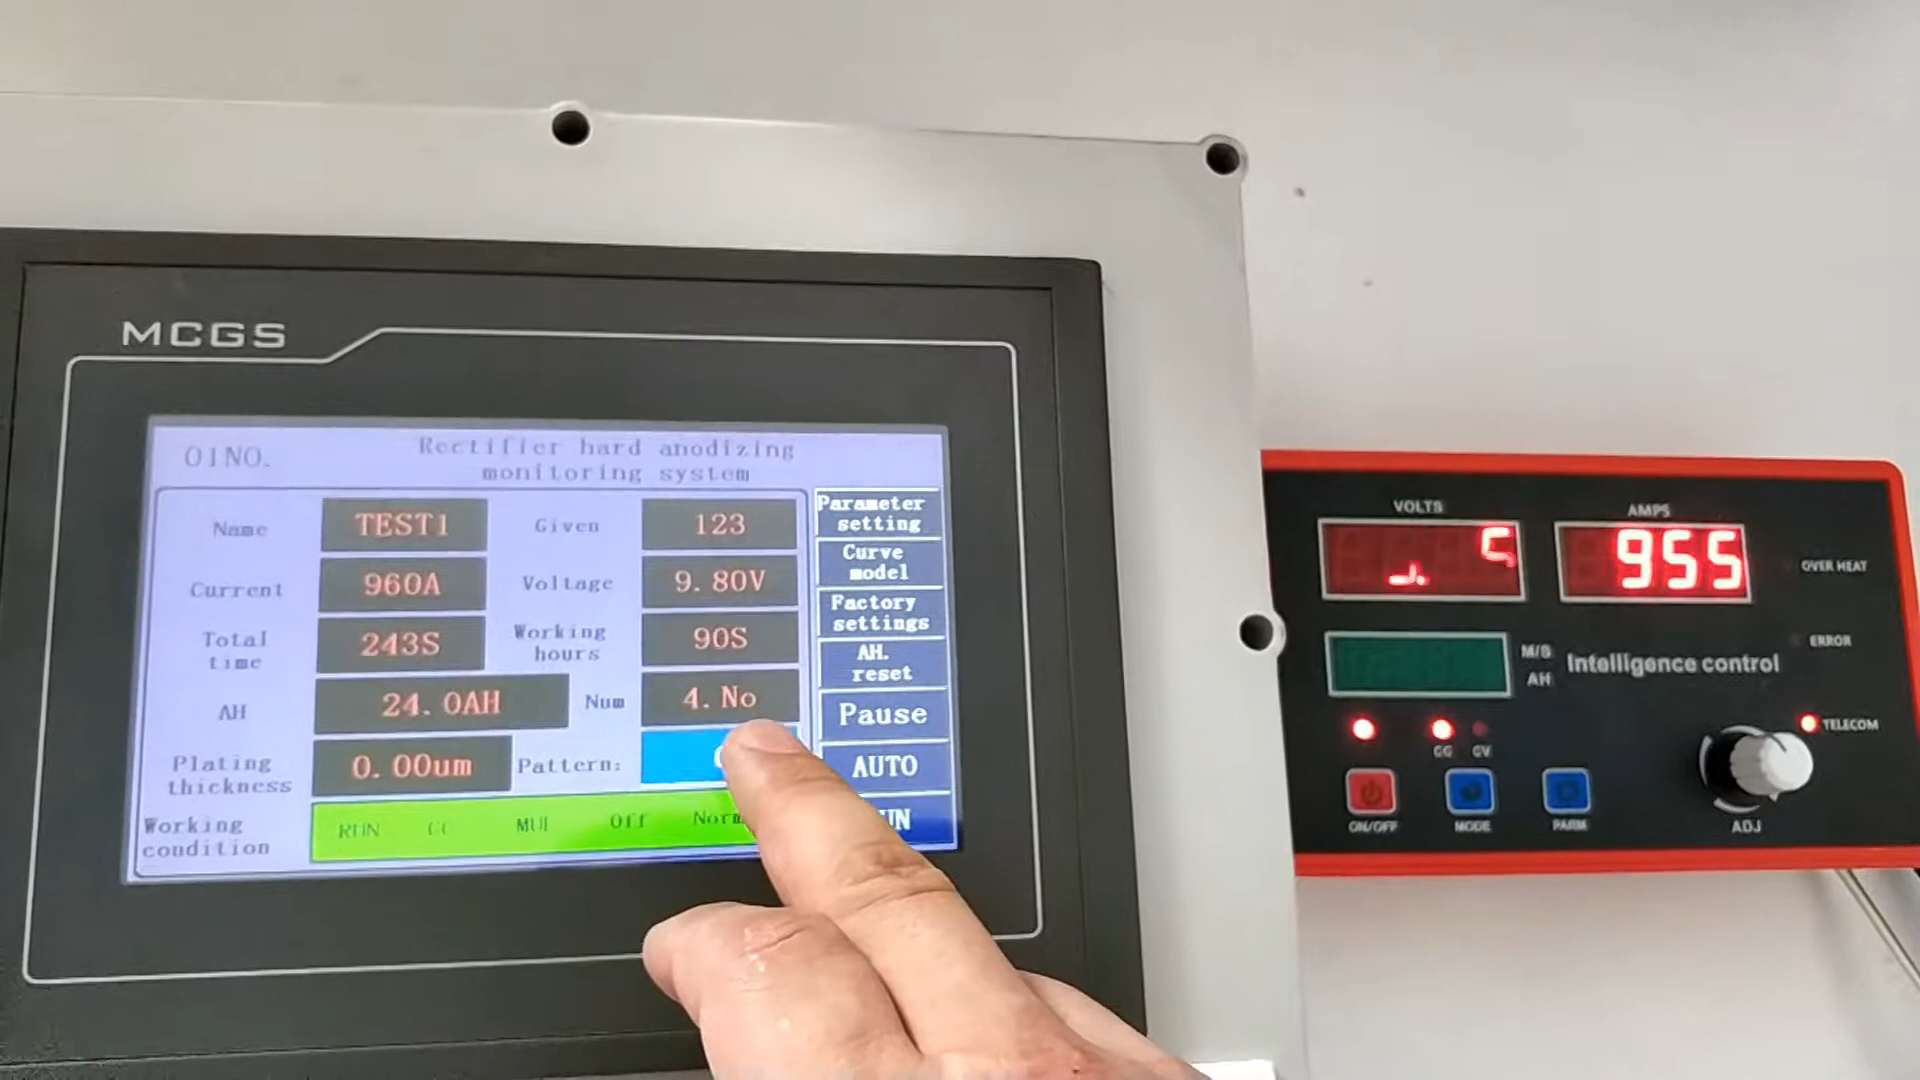 MCGS
01NO.
Rectifier hard anodizing
monitoring system
Name TEST1 Given 123
Current 960A Voltage 9.80V
Total time 243S Working hours 90S
AH 24.0AH Num 4.No
Plating thickness 0.00um Pattern:
Working condition RUN CC Off
Parameter setting
Curve model
Factory settings
AH. reset
Pause
AUTO
VOLTS
AMPS
955
OVER HEAT
M/S
AH
Intelligence control
ERROR
CC CV
TELECOM
ON/OFF
MODE
PARM
ADJ